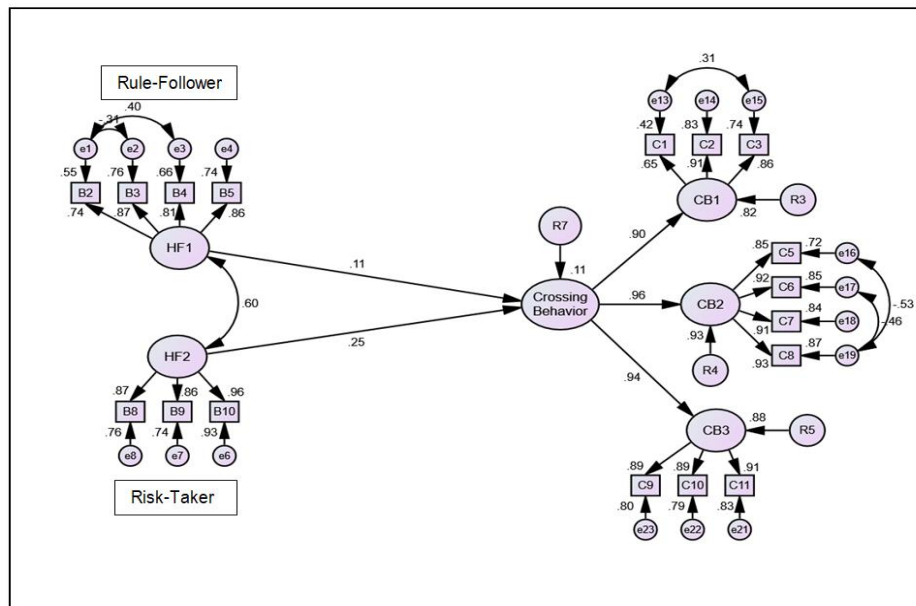 Rule-Follower
.40
-.31
e1
e2
e3
e4
.55
.76
.66
.74
B2
B3
B4
B5
.74
.87
.81
.86
HF1
.11
.60
HF2
.25
.87
.86
.96
B8
B9
B10
.76
.74
.93
e8
e7
e6
Risk-Taker
R7
.11
Crossing
Behavior
.90
.96
.94
.31
e13
e14
e15
.42
.83
.74
C1
C2
C3
.65
.91
.86
CB1
.82
R3
.85
C5
.72
e16
.92
C6
.85
e17
-.53
CB2
-.46
C7
.84
e18
.91
C8
.87
e19
.93
.93
R4
CB3
.88
R5
.89
.89
.91
C9
C10
C11
.80
.79
.83
e23
e22
e21